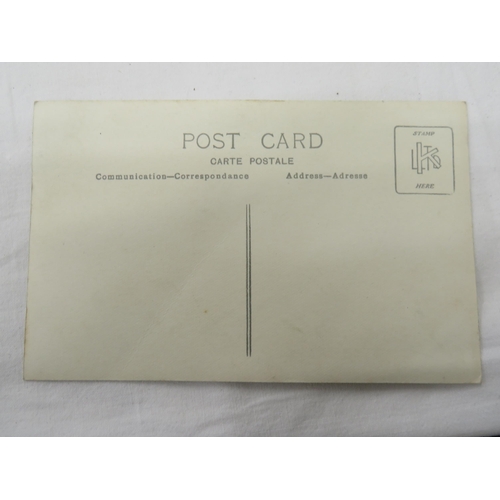 POST CARD
CARTE POSTALE
Communication—Correspondance
Address—Adresse
STAMP
HERE